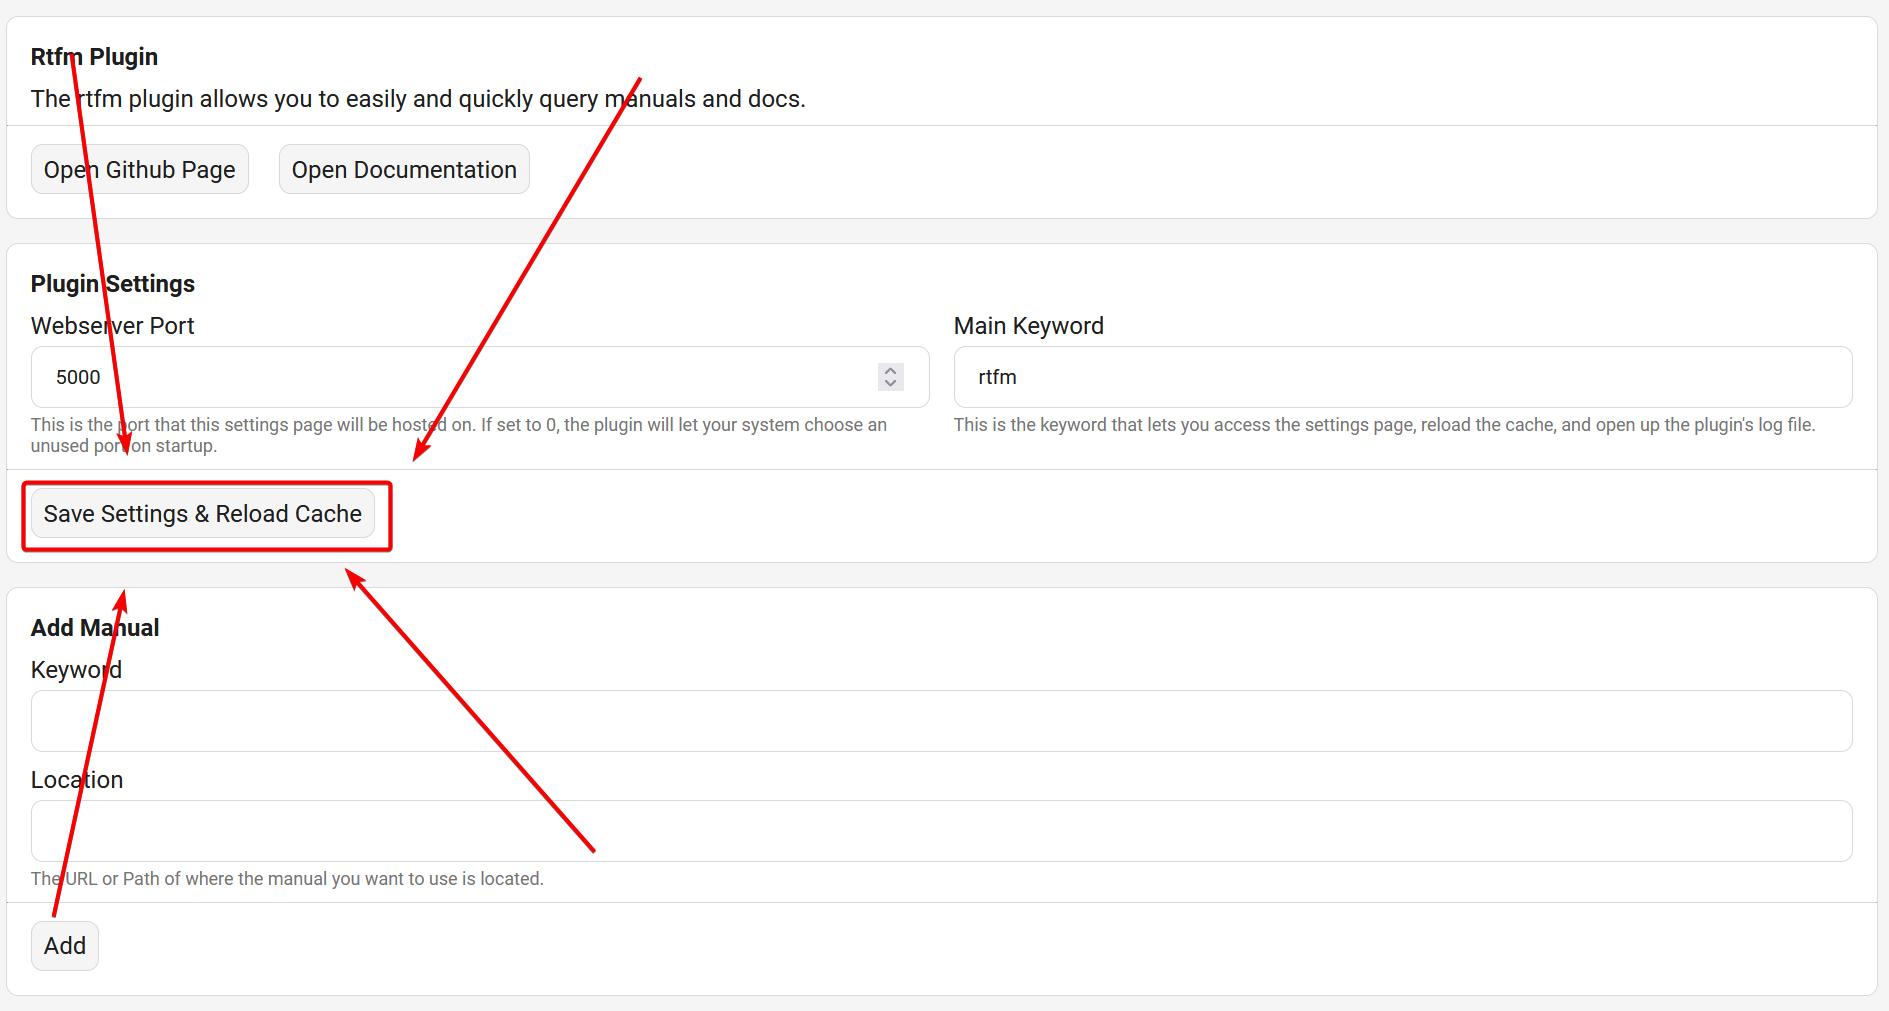 Rtfm Plugin
The rtfm plugin allows you to easily and quickly query manuals and docs.
Open Github Page
Open Documentation
Plugin Settings
Webserver Port
5000
This is the port that this settings page will be hosted on. If set to 0, the plugin will let your system choose an
unused port on startup.
Main Keyword
rtfm
This is the keyword that lets you access the settings page, reload the cache, and open up the plugin's log file.
Save Settings & Reload Cache
Add Manual
Keyword
Location
The URL or Path of where the manual you want to use is located.
Add